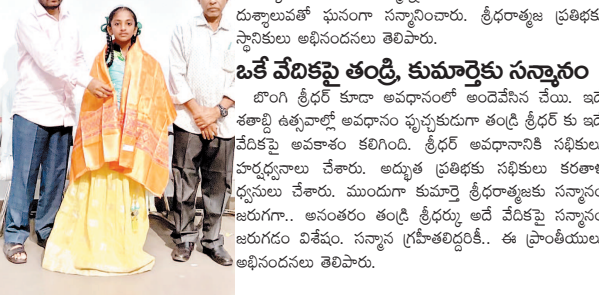 దుశ్శాలువతో ఘనంగా సన్మానించారు. శ్రీధరాత్మజ ప్రతిభకు
స్థానికులు అభినందనలు తెలిపారు.
ఒకే వేదికపై తండ్రి, కుమార్తెకు సన్మానం
బొంగి శ్రీధర్ కూడా అవధానంలో అందెవేసిన చేయి. ఇదే
శతాబ్ది ఉత్సవాల్లో అవధానం పృచ్ఛకుడుగా తండ్రి శ్రీధర్ కు ఇదే
వేదికపై అవకాశం కలిగింది. శ్రీధర్ అవధానానికి సభికులు
హర్షధ్వనాలు చేశారు. అద్భుత ప్రతిభకు సభికులు కరతాళ
ధ్వనులు చేశారు. ముందుగా కుమార్తె శ్రీధరాత్మజకు సన్మానం
జరుగగా.. అనంతరం తండ్రి శ్రీధర్కు అదే వేదికపై సన్మానం
జరుగడం విశేషం. సన్మాన గ్రహీతలిద్దరికీ.. ఈ ప్రాంతీయులు
అభినందనలు తెలిపారు.